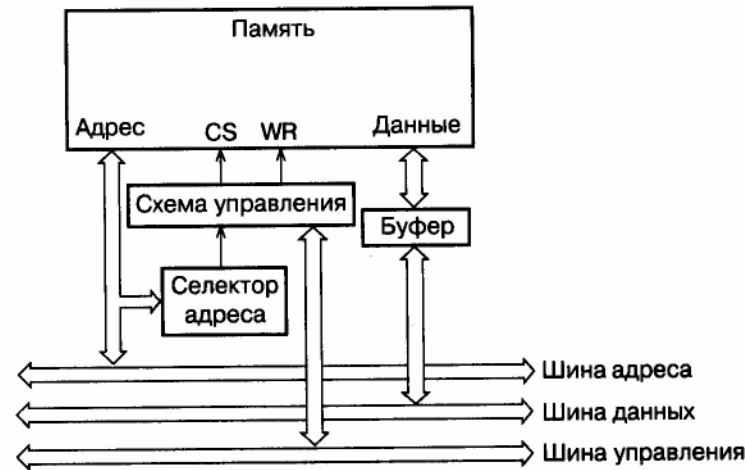 Память
Адрес CS WR Данные
Схема управления
Буфер
Селектор
адреса
Шина адреса
Шина данных
Шина управления